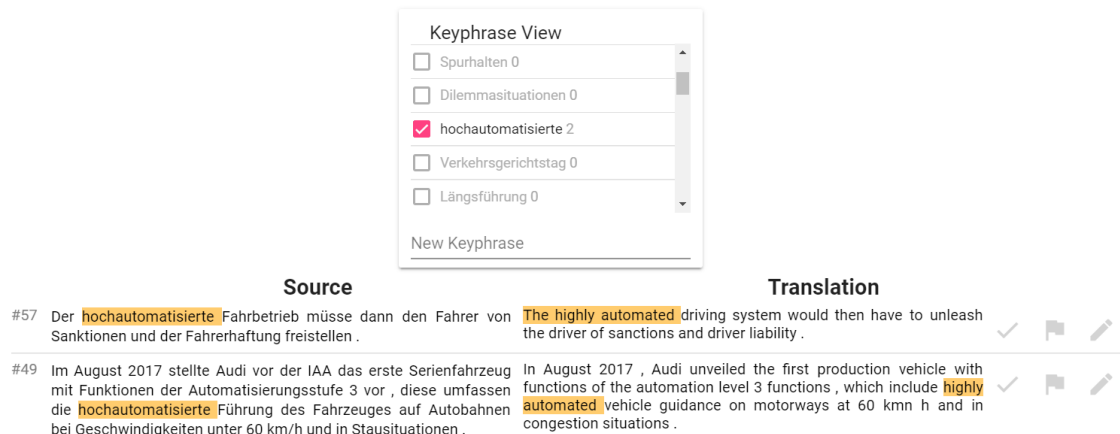 Keyphrase View
Spurhalten 0
Dilemmasituationen 0
hochautomatisierte 2
Verkehrsgerichtstag 0
Längsführung 0
New Keyphrase
Source
Translation
#57
Der hochautomatisierte Fahrbetrieb müsse dann den Fahrer von
Sanktionen und der Fahrerhaftung freistellen .
The highly automated driving system would then have to unleash
the driver of sanctions and driver liability .
#49
Im August 2017 stellte Audi vor der IAA das erste Serienfahrzeug
mit Funktionen der Automatisierungsstufe 3 vor , diese umfassen
die hochautomatisierte Führung des Fahrzeuges auf Autobahnen
bei Geschwindigkeiten unter 60 km/h und in Stausituationen .
In August 2017 , Audi unveiled the first production vehicle with
functions of the automation level 3 functions , which include highly
automated vehicle guidance on motorways at 60 kmn h and in
congestion situations .